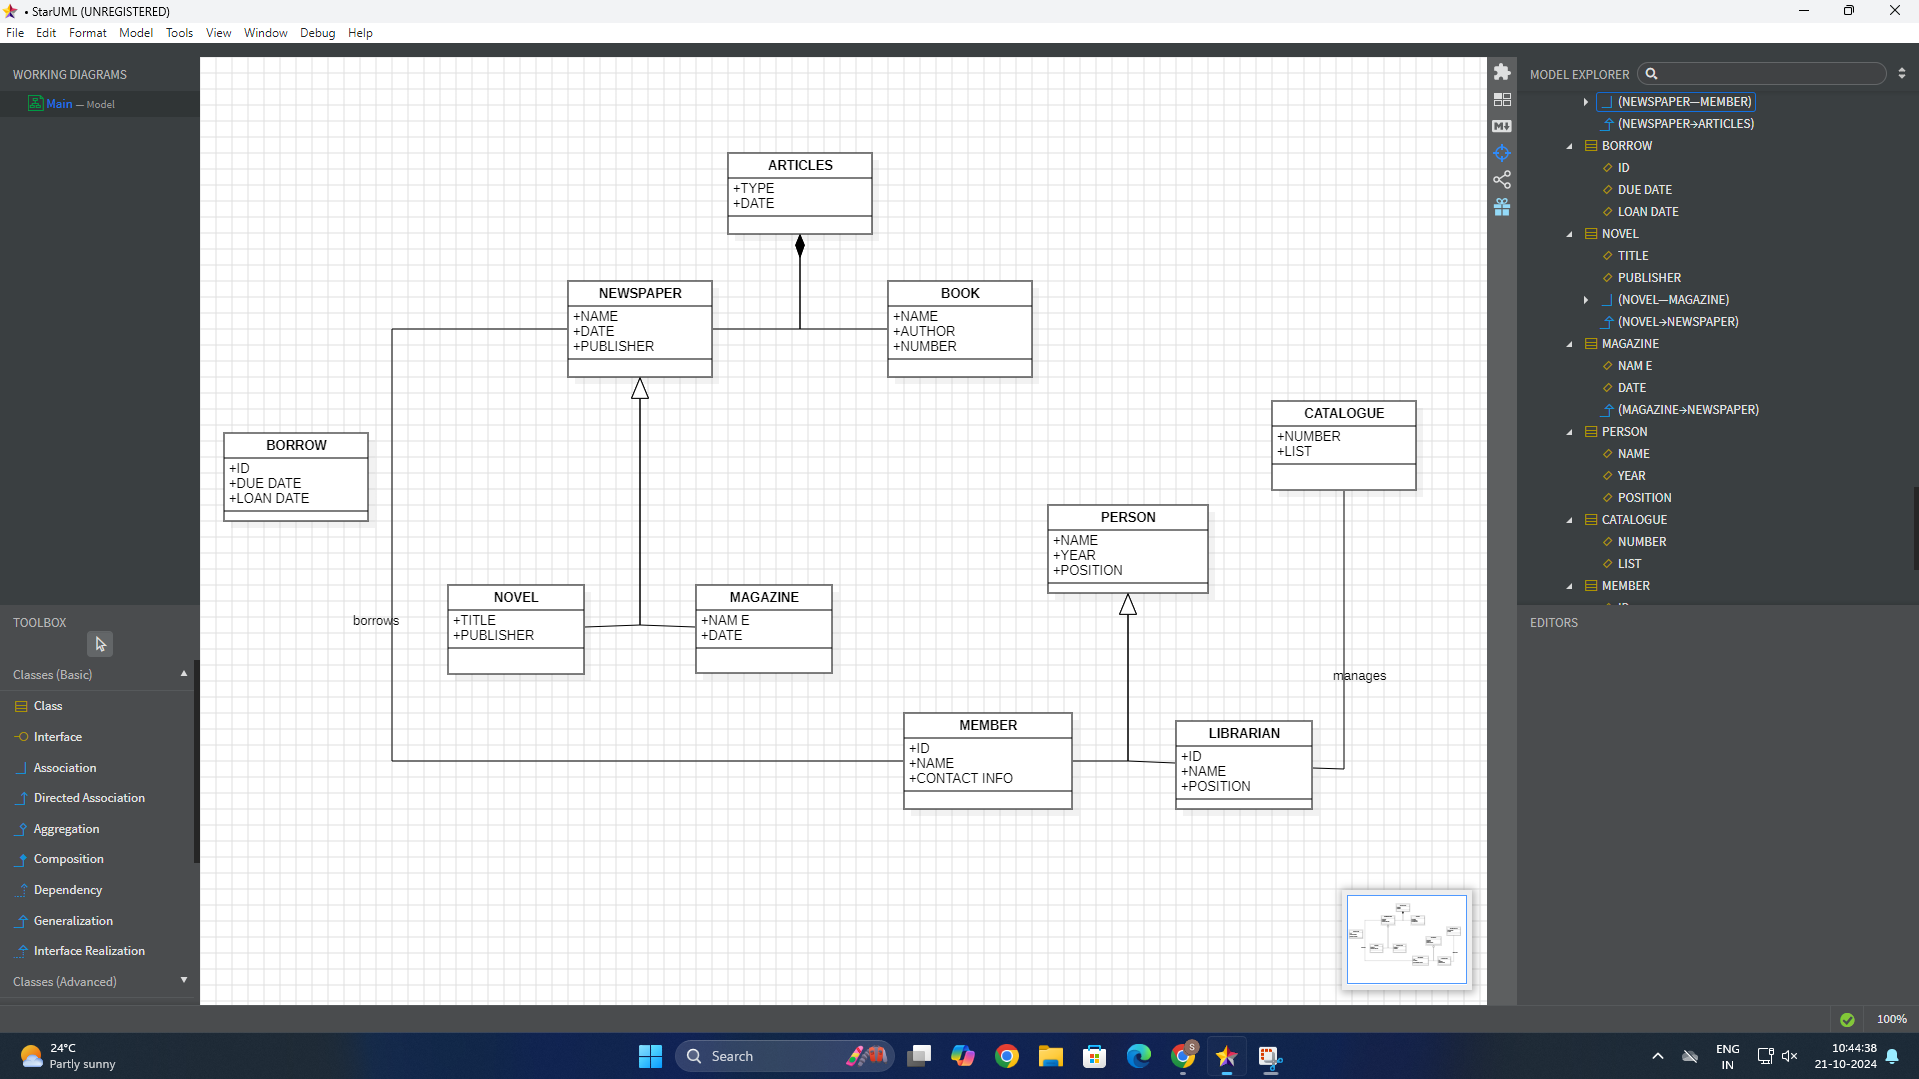 • StarUML (UNREGISTERED)
File Edit Format Model Tools View Window Debug Help
WORKING DIAGRAMS
Main — Model
TOOLBOX
Classes (Basic)
Class
Interface
Association
Directed Association
Aggregation
Composition
Dependency
Generalization
Interface Realization
Classes (Advanced)
ARTICLES
+TYPE
+DATE
NEWSPAPER
+NAME
+DATE
+PUBLISHER
BOOK
+NAME
+AUTHOR
+NUMBER
BORROW
+ID
+DUE DATE
+LOAN DATE
CATALOGUE
+NUMBER
+LIST
PERSON
+NAME
+YEAR
+POSITION
NOVEL
+TITLE
+PUBLISHER
MAGAZINE
+NAM E
+DATE
borrows
manages
MEMBER
+ID
+NAME
+CONTACT INFO
LIBRARIAN
+ID
+NAME
+POSITION
MODEL EXPLORER
(NEWSPAPER—MEMBER)
(NEWSPAPER→ARTICLES)
BORROW
ID
DUE DATE
LOAN DATE
NOVEL
TITLE
PUBLISHER
(NOVEL—MAGAZINE)
(NOVEL→NEWSPAPER)
MAGAZINE
NAM E
DATE
(MAGAZINE→NEWSPAPER)
PERSON
NAME
YEAR
POSITION
CATALOGUE
NUMBER
LIST
MEMBER
EDITORS
M↓
100%
24°C
Partly sunny
Search
S
ENG
IN
10:44:38
21-10-2024